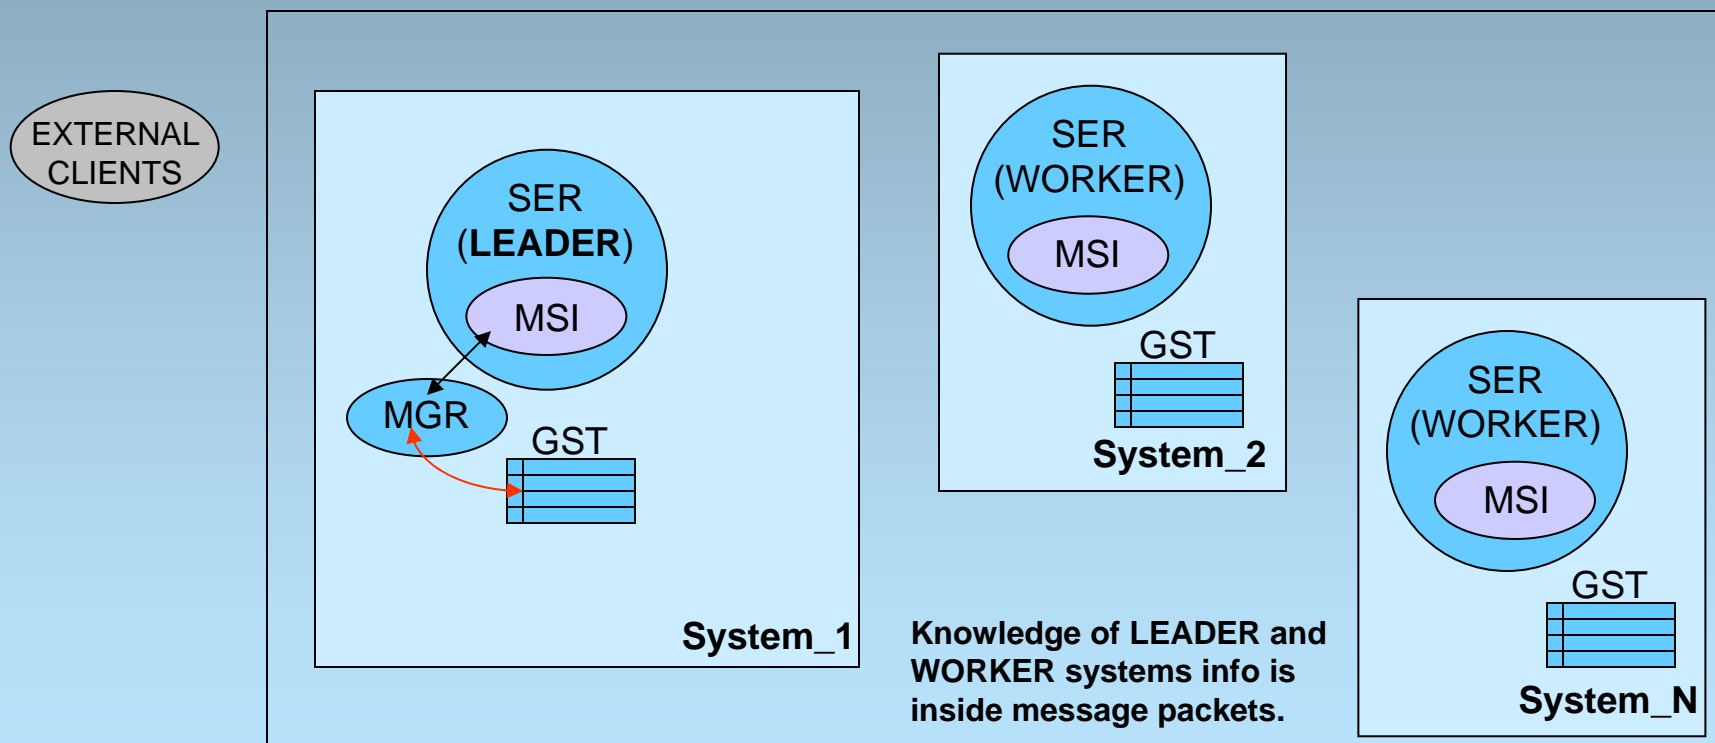 EXTERNAL
CLIENTS
SER
(LEADER)
MSI
MGR
GST
System_1
SER
(WORKER)
MSI
GST
System_2
SER
(WORKER)
MSI
GST
System_N
Knowledge of LEADER and
WORKER systems info is
inside message packets.